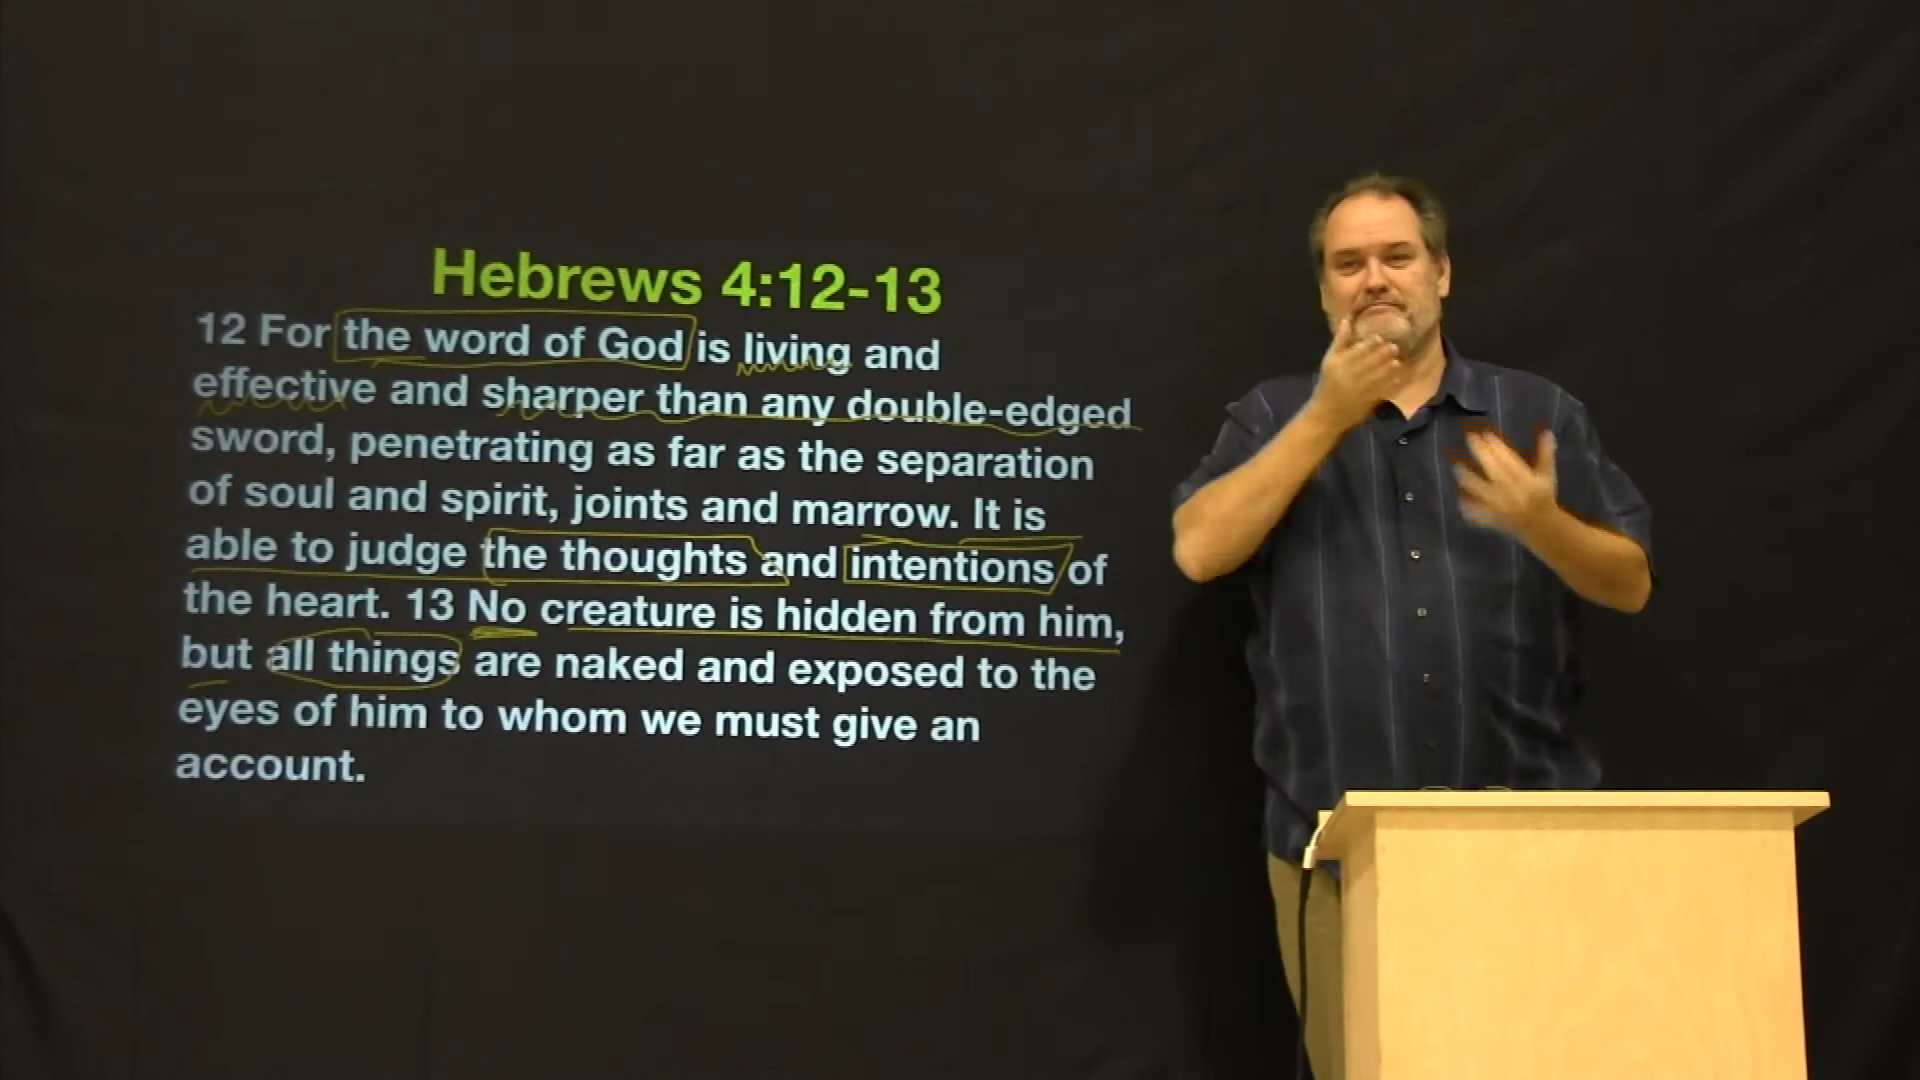 Hebrews 4:12-13
12 For the word of God is living and
effective and sharper than any double-edged
sword, penetrating as far as the separation
of soul and spirit, joints and marrow. It is
able to judge the thoughts and intentions of
the heart. 13 No creature is hidden from him,
but all things are naked and exposed to the
eyes of him to whom we must give an
account.